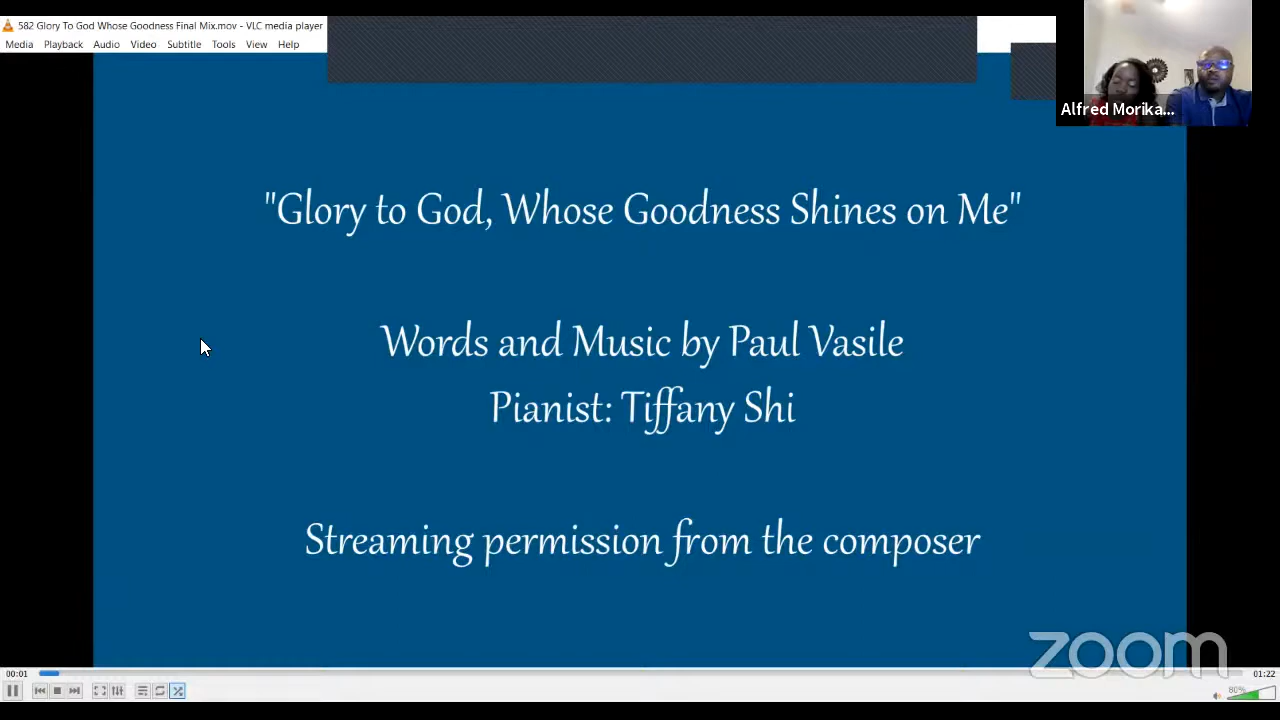 582 Glory To God Whose Goodness Final Mix.mov - VLC media player
Media Playback Audio Video Subtitle Tools View Help
Alfred Morika...
"Glory to God, Whose Goodness Shines on Me"
Words and Music by Paul Vasile
Pianist: Tiffany Shi
Streaming permission from the composer
zoom
00:01
01:22
80%